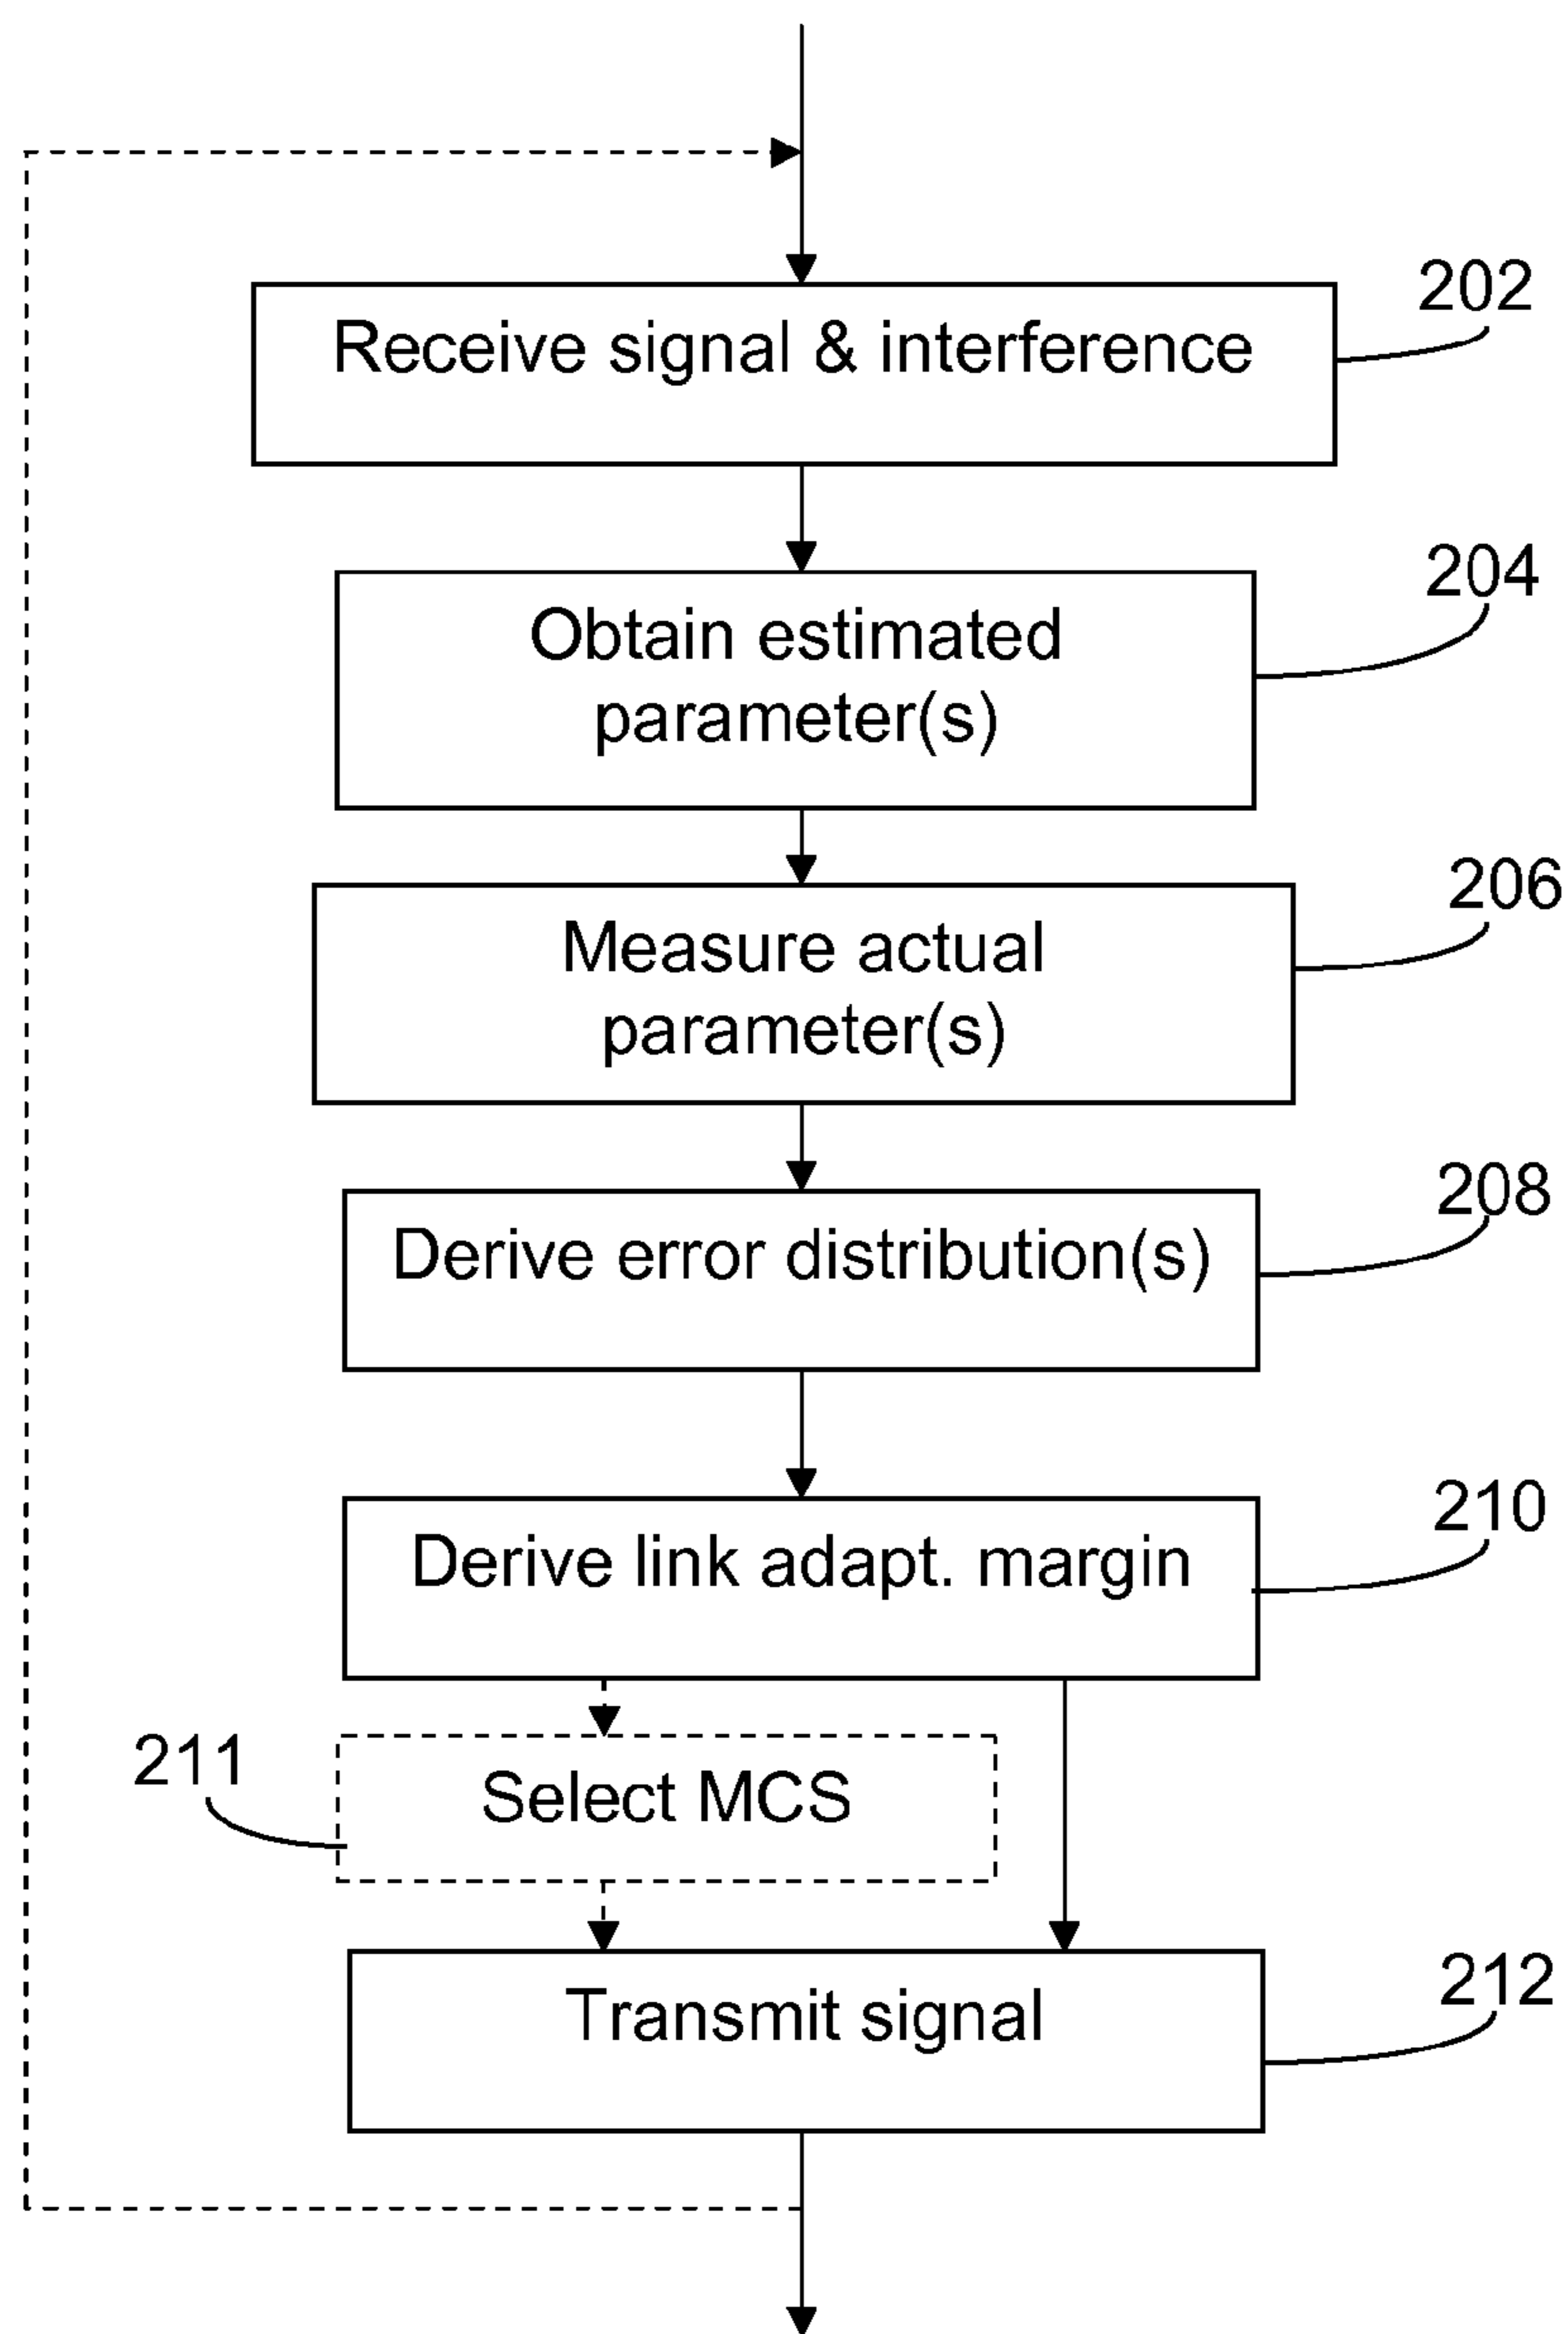 202
Receive signal & interference
204
Obtain estimated
parameter(s)
206
Measure actual
parameter(s)
208
Derive error distribution(s)
210
Derive link adapt. margin
211
Select MCS
212
Transmit signal